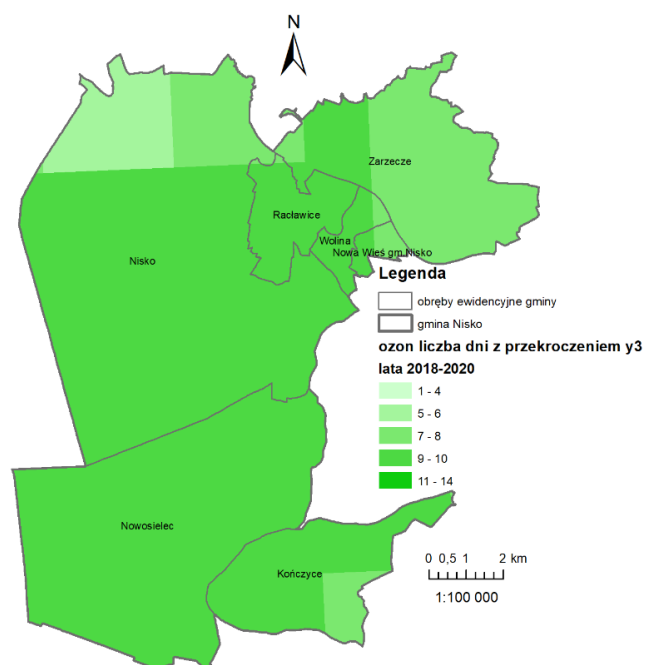 N
Zarzecze
Racławice
Wolina
Nowa Wieś gm.Nisko
Nisko
Legenda
obręby ewidencyjne gminy
gmina Nisko
ozon liczba dni z przekroczeniem y3
lata 2018-2020
1 - 4
5 - 6
7 - 8
9 - 10
11 - 14
Nowosielec
Kończyce
0 0,5 1 2 km
1:100 000